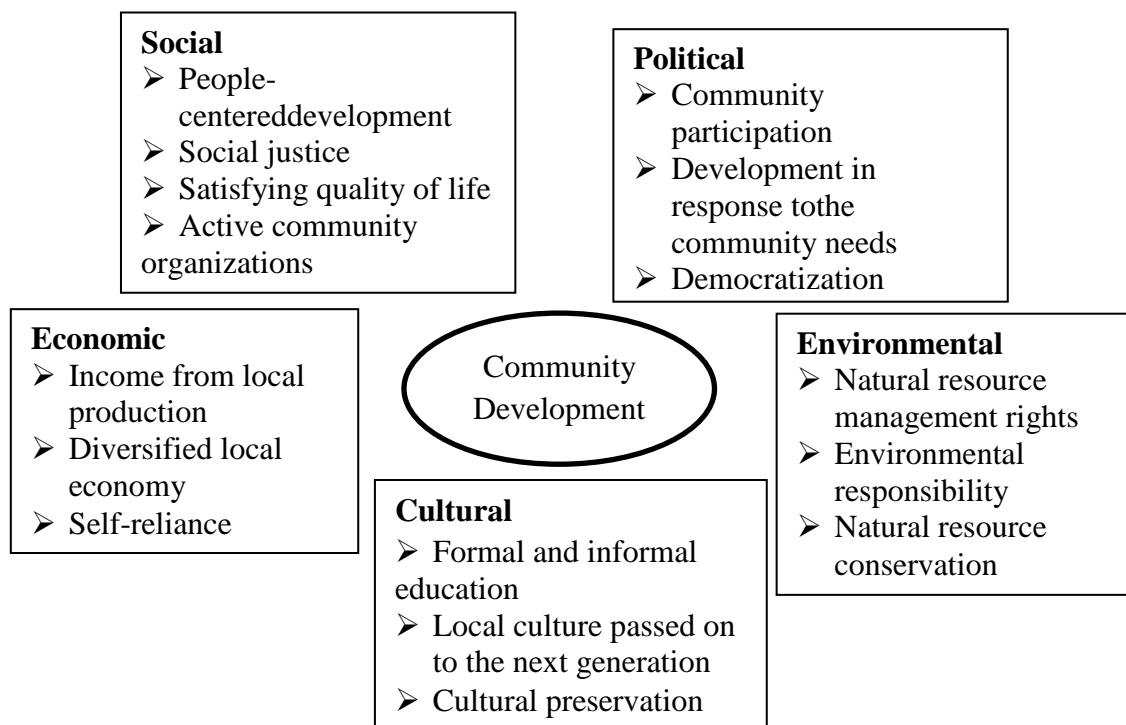 Social
➢ People-
centereddevelopment
➢ Social justice
➢ Satisfying quality of life
➢ Active community
organizations
Political
➢ Community
participation
➢ Development in
response tothe
community needs
➢ Democratization
Economic
➢ Income from local
production
➢ Diversified local
economy
➢ Self-reliance
Community
Development
Environmental
➢ Natural resource
management rights
➢ Environmental
responsibility
➢ Natural resource
conservation
Cultural
➢ Formal and informal
education
➢ Local culture passed on
to the next generation
➢ Cultural preservation